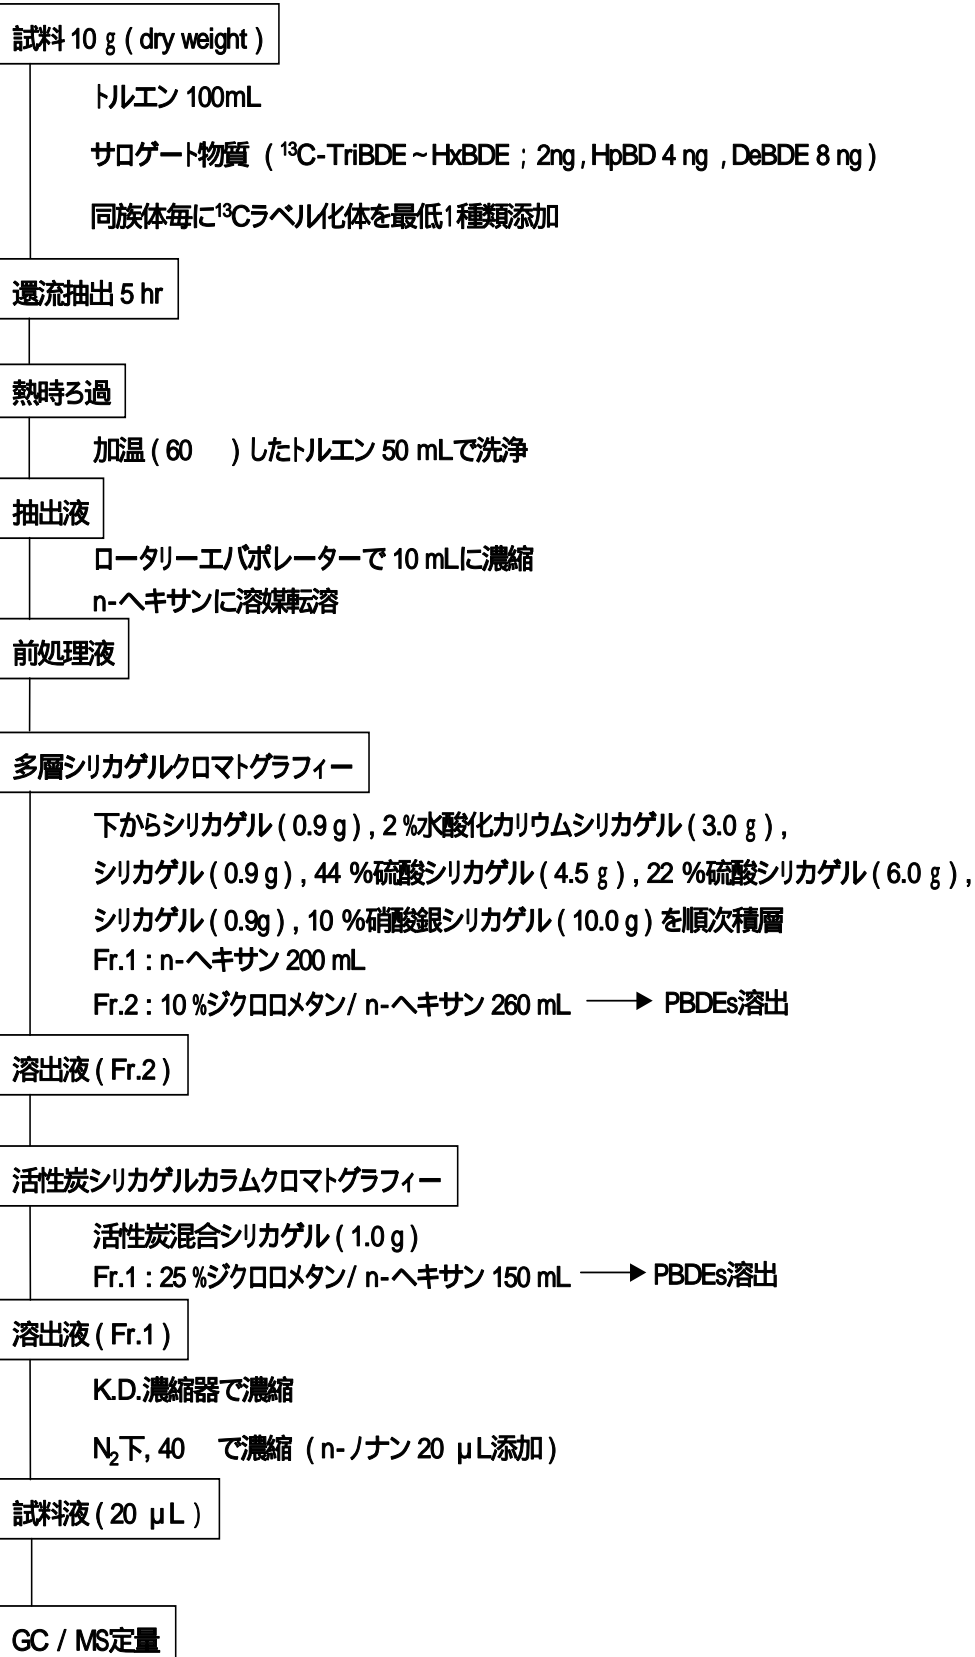 試料 10 g ( dry weight )
トルエン 100mL
サロゲート物質 ( ¹³C-TriBDE ~ HxBDE ; 2ng , HpBD 4 ng , DeBDE 8 ng )
同族体毎に¹³Cラベル化体を最低1種類添加
還流抽出 5 hr
熱時ろ過
加温 ( 60 ) したトルエン 50 mLで洗浄
抽出液
ロータリーエバポレーターで 10 mLに濃縮
n-ヘキサンに溶媒転溶
前処理液
多層シリカゲルクロマトグラフィー
下からシリカゲル ( 0.9 g ) , 2 %水酸化カリウムシリカゲル ( 3.0 g ) ,
シリカゲル ( 0.9 g ) , 44 %硫酸シリカゲル ( 4.5 g ) , 22 %硫酸シリカゲル ( 6.0 g ) ,
シリカゲル ( 0.9g ) , 10 %硝酸銀シリカゲル ( 10.0 g ) を順次積層
Fr.1 : n-ヘキサン 200 mL
Fr.2 : 10 %ジクロロメタン/ n-ヘキサン 260 mL → PBDEs溶出
溶出液 ( Fr.2 )
活性炭シリカゲルカラムクロマトグラフィー
活性炭混合シリカゲル ( 1.0 g )
Fr.1 : 25 %ジクロロメタン/ n-ヘキサン 150 mL → PBDEs溶出
溶出液 ( Fr.1 )
K.D.濃縮器で濃縮
N₂下, 40 で濃縮 ( n-ノナン 20 μL添加 )
試料液 ( 20 μL )
GC / MS定量